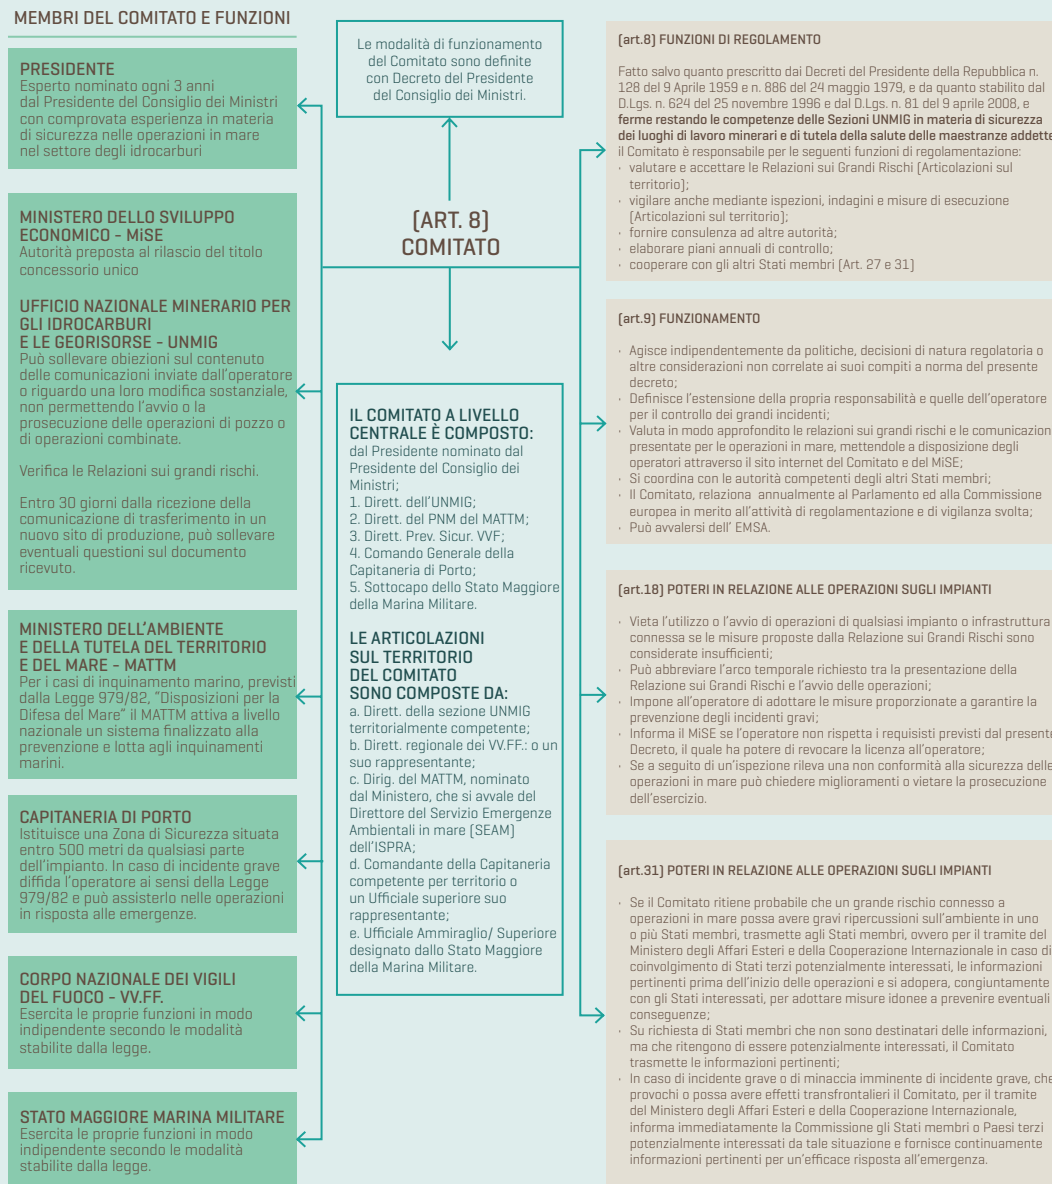 MEMBRI DEL COMITATO E FUNZIONI
PRESIDENTE
Esperto nominato ogni 3 anni
dal Presidente del Consiglio dei Ministri
con comprovata esperienza in materia
di sicurezza nelle operazioni in mare
nel settore degli idrocarburi
MINISTERO DELLO SVILUPPO
ECONOMICO - MiSE
Autorità preposta al rilascio del titolo
concessorio unico
UFFICIO NAZIONALE MINERARIO PER
GLI IDROCARBURI
E LE GEORISORSE - UNMIG
Può sollevare obiezioni sul contenuto
delle comunicazioni inviate dall'operatore
o riguardo una loro modifica sostanziale,
non permettendo l'avvio o la
prosecuzione delle operazioni di pozzo o
di operazioni combinate.
Verifica le Relazioni sui grandi rischi.
Entro 30 giorni dalla ricezione della
comunicazione di trasferimento in un
nuovo sito di produzione, può sollevare
eventuali questioni sul documento
ricevuto.
MINISTERO DELL'AMBIENTE
E DELLA TUTELA DEL TERRITORIO
E DEL MARE - MATTM
Per i casi di inquinamento marino, previsti
dalla Legge 979/82, "Disposizioni per la
Difesa del Mare" il MATTM attiva a livello
nazionale un sistema finalizzato alla
prevenzione e lotta agli inquinamenti
marini.
CAPITANERIA DI PORTO
Istituisce una Zona di Sicurezza situata
entro 500 metri da qualsiasi parte
dell'impianto. In caso di incidente grave
diffida l'operatore ai sensi della Legge
979/82 e può assisterlo nelle operazioni
in risposta alle emergenze.
CORPO NAZIONALE DEI VIGILI
DEL FUOCO - VV.FF.
Esercita le proprie funzioni in modo
indipendente secondo le modalità
stabilite dalla legge.
STATO MAGGIORE MARINA MILITARE
Esercita le proprie funzioni in modo
indipendente secondo le modalità
stabilite dalla legge.
Le modalità di funzionamento
del Comitato sono definite
con Decreto del Presidente
del Consiglio dei Ministri.
(ART. 8)
COMITATO
IL COMITATO A LIVELLO
CENTRALE È COMPOSTO:
dal Presidente nominato dal
Presidente del Consiglio dei
Ministri;
1. Dirett. dell'UNMIG;
2. Dirett. del PNM del MATTM;
3. Dirett. Prev. Sicur. VVF;
4. Comando Generale della
Capitaneria di Porto;
5. Sottocapo dello Stato Maggiore
della Marina Militare.
LE ARTICOLAZIONI
SUL TERRITORIO
DEL COMITATO
SONO COMPOSTE DA:
a. Dirett. della sezione UNMIG
territorialmente competente;
b. Dirett. regionale dei VV.FF.: o un
suo rappresentante;
c. Dirig. del MATTM, nominato
dal Ministero, che si avvale del
Direttore del Servizio Emergenze
Ambientali in mare (SEAM)
dell'ISPRA;
d. Comandante della Capitaneria
competente per territorio o
un Ufficiale superiore suo
rappresentante;
e. Ufficiale Ammiraglio/ Superiore
designato dallo Stato Maggiore
della Marina Militare.
(art.8) FUNZIONI DI REGOLAMENTO
Fatto salvo quanto prescritto dai Decreti del Presidente della Repubblica n.
128 del 9 Aprile 1959 e n. 886 del 24 maggio 1979, e da quanto stabilito dal
D.Lgs. n. 624 del 25 novembre 1996 e dal D.Lgs. n. 81 del 9 aprile 2008, e
ferme restando le competenze delle Sezioni UNMIG in materia di sicurezza
dei luoghi di lavoro minerari e di tutela della salute delle maestranze addette
il Comitato è responsabile per le seguenti funzioni di regolamentazione:
· valutare e accettare le Relazioni sui Grandi Rischi (Articolazioni sul
territorio);
· vigilare anche mediante ispezioni, indagini e misure di esecuzione
(Articolazioni sul territorio);
· fornire consulenza ad altre autorità;
· elaborare piani annuali di controllo;
· cooperare con gli altri Stati membri (Art. 27 e 31)
(art.9) FUNZIONAMENTO
· Agisce indipendentemente da politiche, decisioni di natura regolatoria o
altre considerazioni non correlate ai suoi compiti a norma del presente
decreto;
· Definisce l'estensione della propria responsabilità e quelle dell'operatore
per il controllo dei grandi incidenti;
· Valuta in modo approfondito le relazioni sui grandi rischi e le comunicazion
presentate per le operazioni in mare, mettendole a disposizione degli
operatori attraverso il sito internet del Comitato e del MiSE;
· Si coordina con le autorità competenti degli altri Stati membri;
· Il Comitato, relaziona annualmente al Parlamento ed alla Commissione
europea in merito all'attività di regolamentazione e di vigilanza svolta;
· Può avvalersi dell' EMSA.
(art.18) POTERI IN RELAZIONE ALLE OPERAZIONI SUGLI IMPIANTI
· Vieta l'utilizzo o l'avvio di operazioni di qualsiasi impianto o infrastruttura
connessa se le misure proposte dalla Relazione sui Grandi Rischi sono
considerate insufficienti;
· Può abbreviare l'arco temporale richiesto tra la presentazione della
Relazione sui Grandi Rischi e l'avvio delle operazioni;
· Impone all'operatore di adottare le misure proporzionate a garantire la
prevenzione degli incidenti gravi;
· Informa il MiSE se l'operatore non rispetta i requisisti previsti dal presente
Decreto, il quale ha potere di revocare la licenza all'operatore;
· Se a seguito di un'ispezione rileva una non conformità alla sicurezza delle
operazioni in mare può chiedere miglioramenti o vietare la prosecuzione
dell'esercizio.
(art.31) POTERI IN RELAZIONE ALLE OPERAZIONI SUGLI IMPIANTI
· Se il Comitato ritiene probabile che un grande rischio connesso a
operazioni in mare possa avere gravi ripercussioni sull'ambiente in uno
o più Stati membri, trasmette agli Stati membri, ovvero per il tramite del
Ministero degli Affari Esteri e della Cooperazione Internazionale in caso di
coinvolgimento di Stati terzi potenzialmente interessati, le informazioni
pertinenti prima dell'inizio delle operazioni e si adopera, congiuntamente
con gli Stati interessati, per adottare misure idonee a prevenire eventuali
conseguenze;
· Su richiesta di Stati membri che non sono destinatari delle informazioni,
ma che ritengono di essere potenzialmente interessati, il Comitato
trasmette le informazioni pertinenti;
· In caso di incidente grave o di minaccia imminente di incidente grave, che
provochi o possa avere effetti transfrontalieri il Comitato, per il tramite
del Ministero degli Affari Esteri e della Cooperazione Internazionale,
informa immediatamente la Commissione gli Stati membri o Paesi terzi
potenzialmente interessati da tale situazione e fornisce continuamente
informazioni pertinenti per un'efficace risposta all'emergenza.